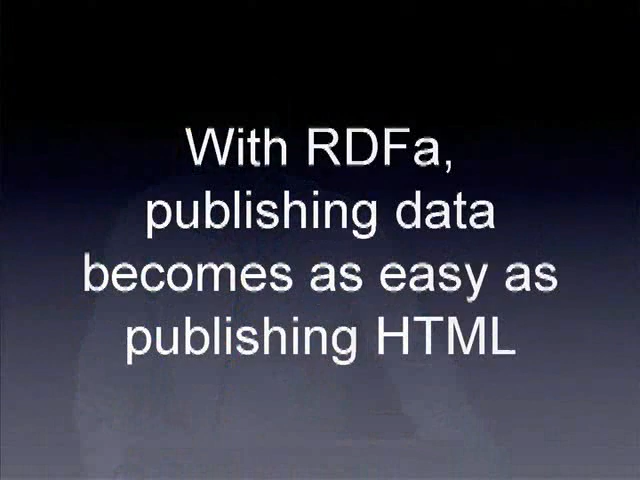 With RDFa,
publishing data
becomes as easy as
publishing HTML